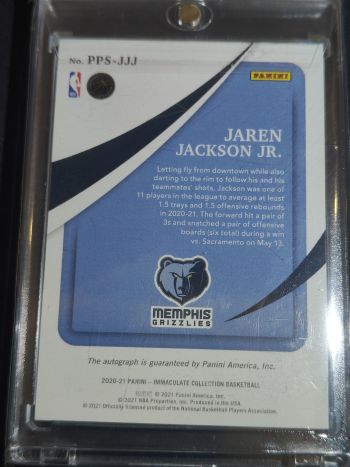 No. PPS-JJJ
PANINI
JAREN
JACKSON JR.
Letting fly from downtown while also
darting to the rim to follow his and his
teammates' shots, Jackson was one of
11 players in the league to average at least
1.5 treys and 1.5 offensive rebounds
in 2020-21. The forward hit a pair of
3s and snatched a pair of offensive
boards (six total) during a win
vs. Sacramento on May 13.
MEMPHIS
GRIZZLIES
The autograph is guaranteed by Panini America, Inc.
2020-21 PANINI – IMMACULATE COLLECTION BASKETBALL
© 2021 Panini America, Inc.
© 2021 NBA Properties, Inc. Produced in the USA.
© 2021 Officially licensed product of the National Basketball Players Association.